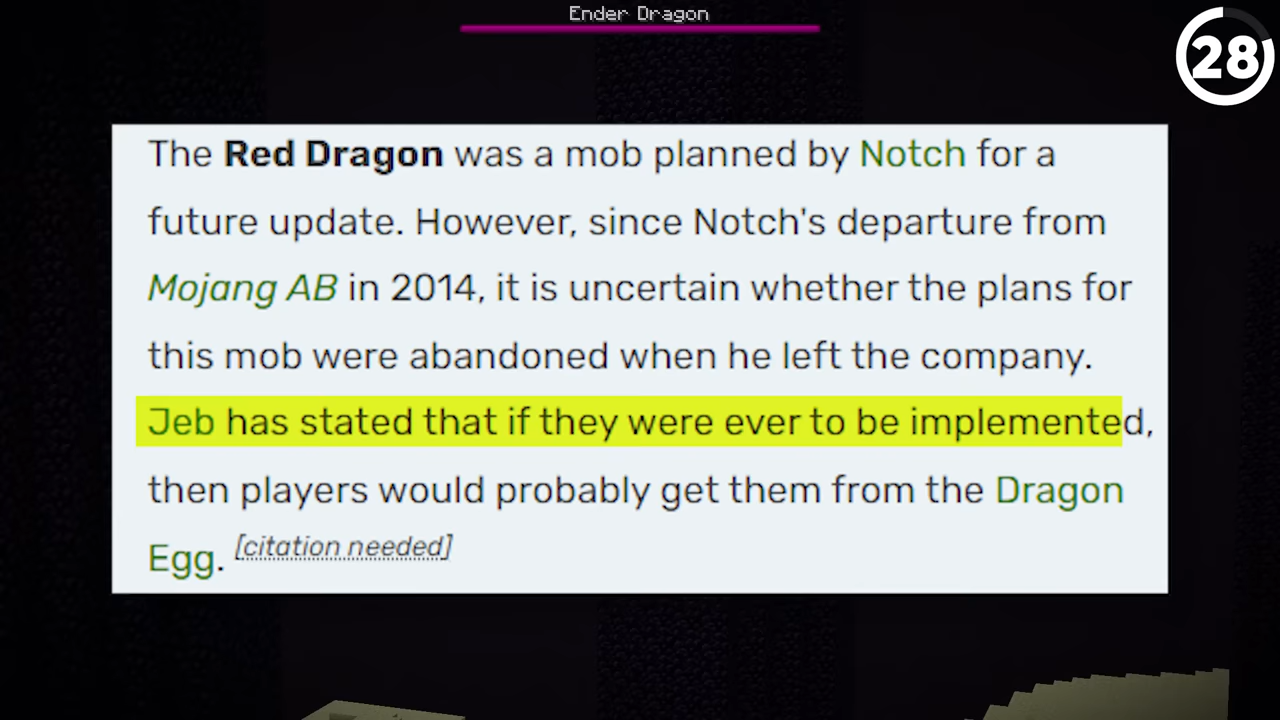 Ender Dragon
28
The Red Dragon was a mob planned by Notch for a
future update. However, since Notch's departure from
Mojang AB in 2014, it is uncertain whether the plans for
this mob were abandoned when he left the company.
Jeb has stated that if they were ever to be implemented,
then players would probably get them from the Dragon
Egg. [citation needed]